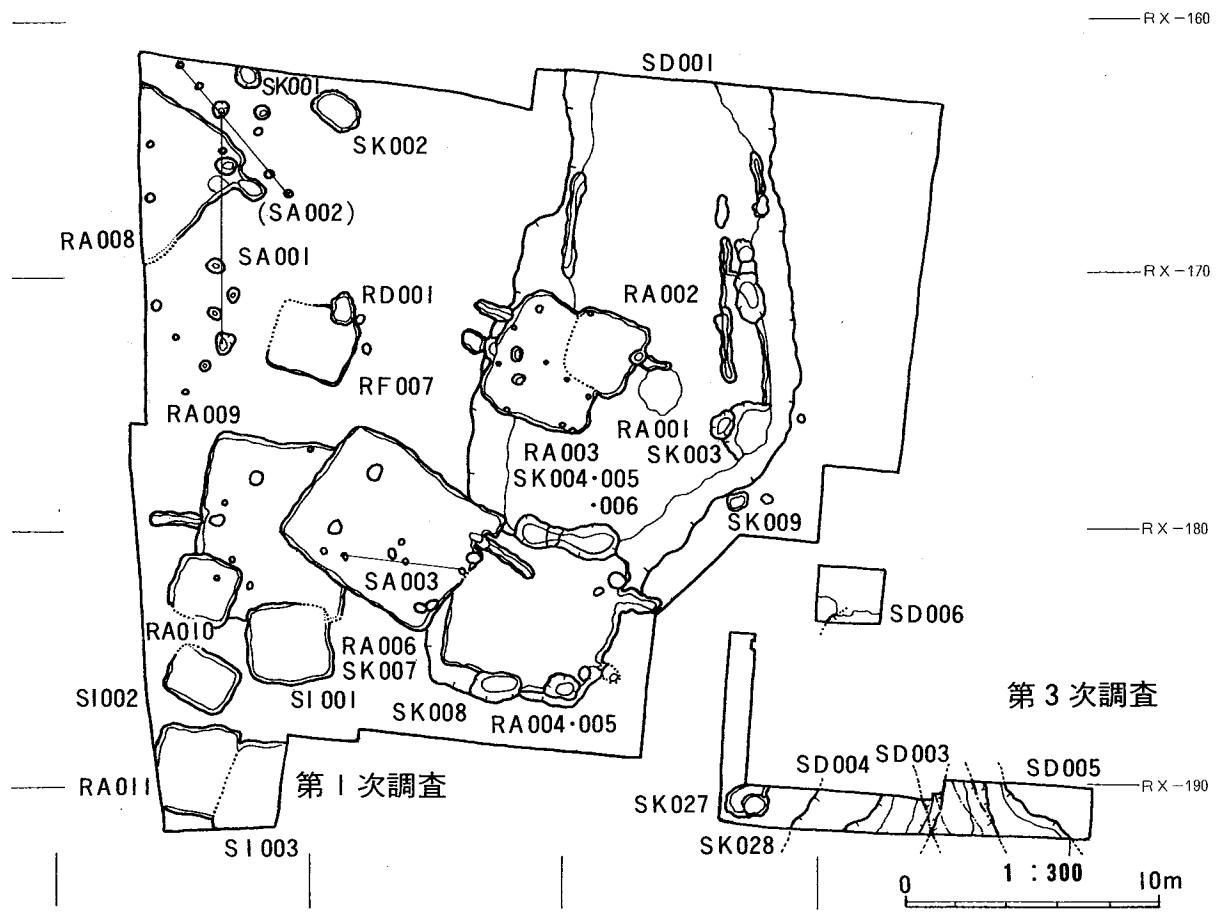 RX-160
SD001
SK001
SK002
(SA002)
RA008
SA001
RX-170
RD001
RA002
RF007
RA009
RA001
RA003
SK003
SK004・005
・006
SK009
RX-180
SA003
SD006
RA010
RA006
SK007
SI002
SI001
SK008
RA004・005
第3次調査
RA011
第1次調査
SD004
SD003
SD005
RX-190
SK027
SK028
SI003
1:300
0
10m